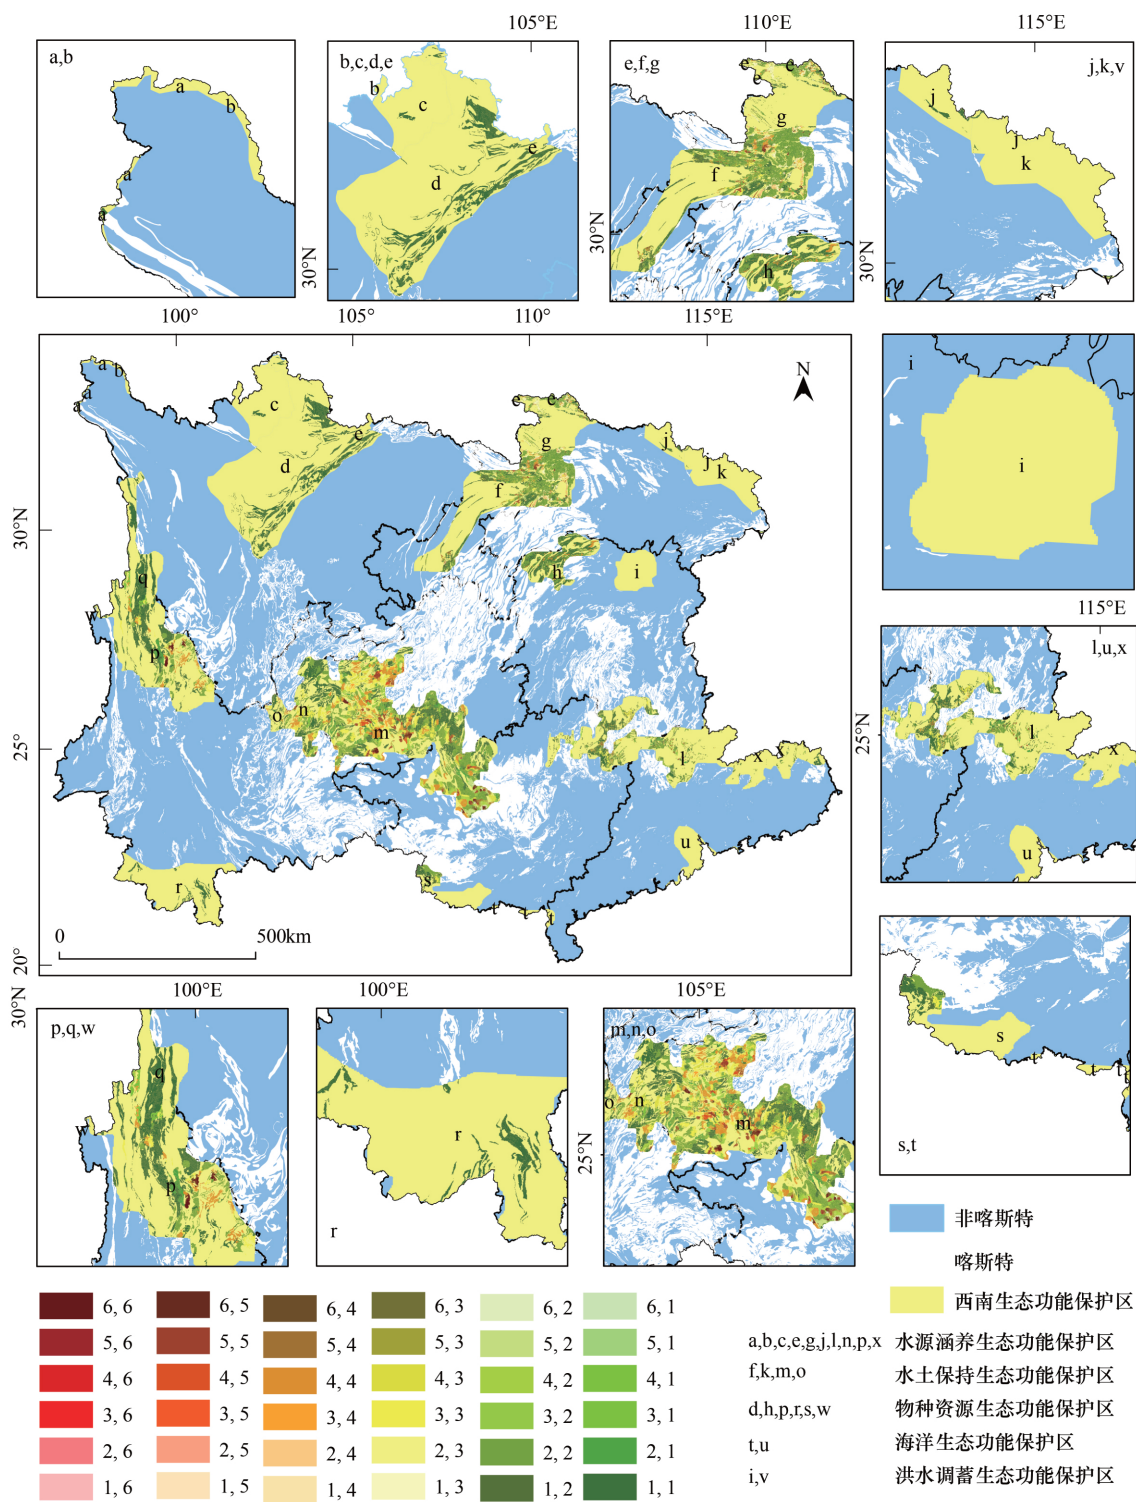 105°E
110°E
115°E
a,b
a
b
a
a
b,c,d,e
b
c
e
d
30°N
e,f,g
e
e
e
g
f
h
30°N
j,k,v
j
j
k
30°N
100°
105°
110°
115°
N
a
b
a
a
c
e
d
e
e
g
f
j
j
k
h
i
q
w
p
o
n
m
l
x
x
u
r
s
t
t
t
30°N
25°
20°
0
500km
i
i
115°E
l,u,x
l
x
u
25°N
s
t
t
t
s,t
30°N
100°E
100°E
105°E
p,q,w
q
w
p
r
r
m,n,o
o
n
m
25°N
非喀斯特
喀斯特
西南生态功能保护区
6, 6
6, 5
6, 4
6, 3
6, 2
6, 1
5, 6
5, 5
5, 4
5, 3
5, 2
5, 1
4, 6
4, 5
4, 4
4, 3
4, 2
4, 1
3, 6
3, 5
3, 4
3, 3
3, 2
3, 1
2, 6
2, 5
2, 4
2, 3
2, 2
2, 1
1, 6
1, 5
1, 4
1, 3
1, 2
1, 1
a,b,c,e,g,j,l,n,p,x 水源涵养生态功能保护区
f,k,m,o 水土保持生态功能保护区
d,h,p,r,s,w 物种资源生态功能保护区
t,u 海洋生态功能保护区
i,v 洪水调蓄生态功能保护区